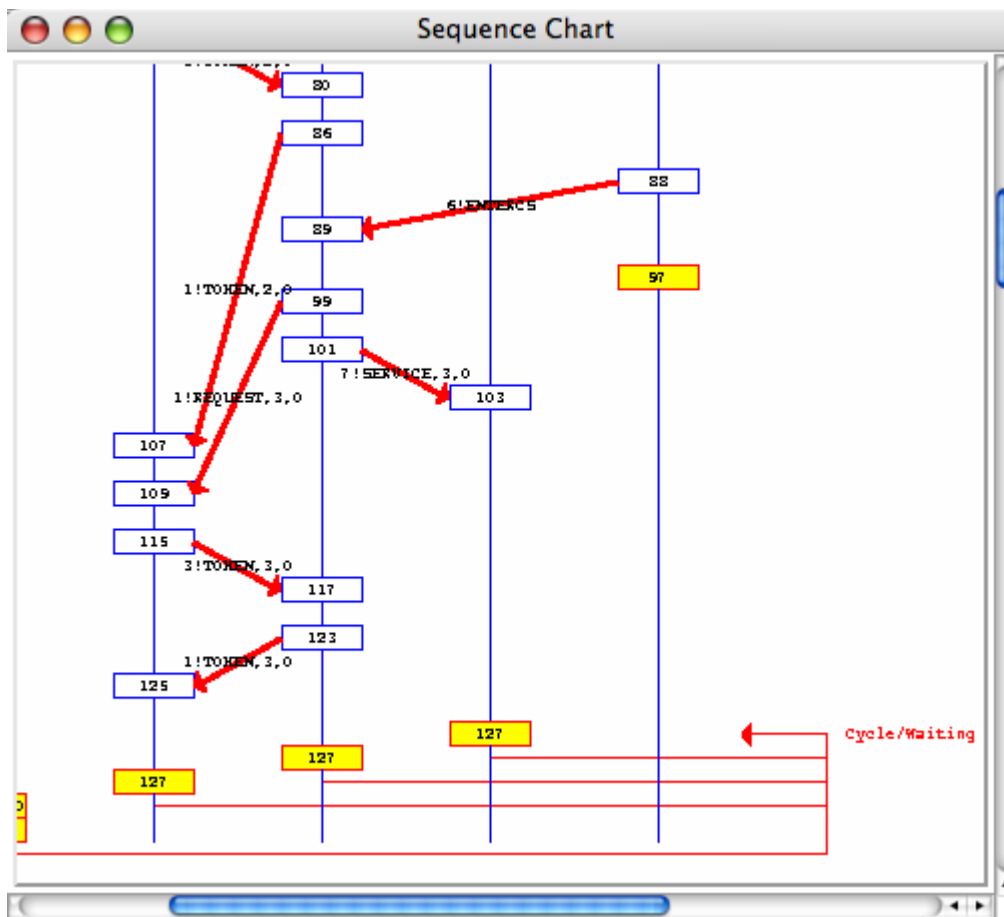 Sequence Chart
80
86
88
6!ENTERCS
89
97
1!TOKEN,2,0
99
101
7!SERVICE,3,0
1!REQUEST,3,0
103
107
109
115
3!TOKEN,3,0
117
123
1!TOKEN,3,0
125
127
Cycle/Waiting
127
127